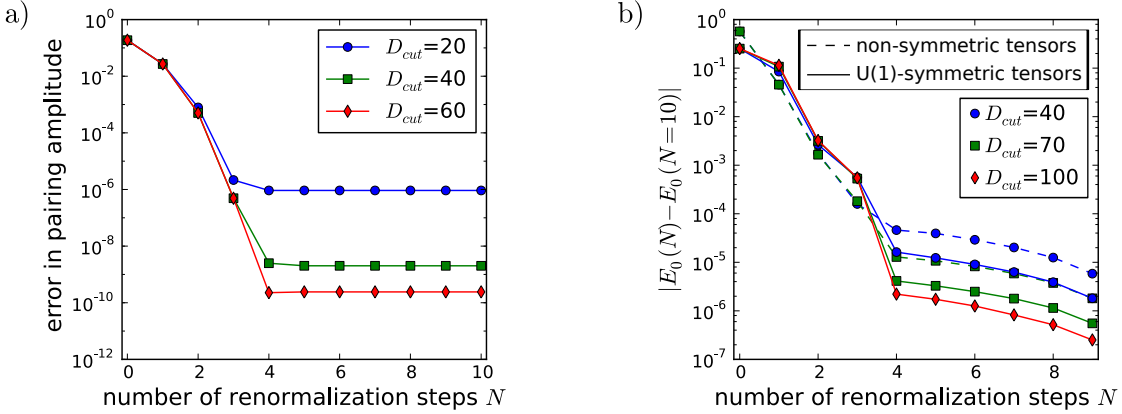 a)
error in pairing amplitude
10^0
10^-2
10^-4
10^-6
10^-8
10^-10
10^-12
D_cut=20
D_cut=40
D_cut=60
0 2 4 6 8 10
number of renormalization steps N
b)
|E_0(N)−E_0(N=10)|
10^0
10^-1
10^-2
10^-3
10^-4
10^-5
10^-6
10^-7
non-symmetric tensors
U(1)-symmetric tensors
D_cut=40
D_cut=70
D_cut=100
0 2 4 6 8
number of renormalization steps N